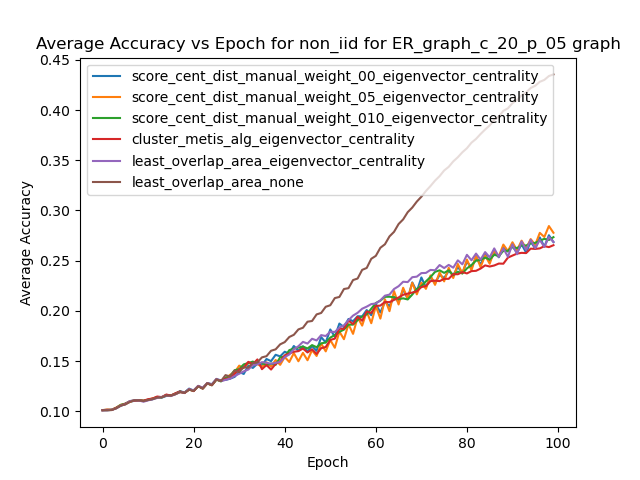 Average Accuracy vs Epoch for non_iid for ER_graph_c_20_p_05 graph
0.45
0.40
0.35
0.30
0.25
0.20
0.15
0.10
Average Accuracy
score_cent_dist_manual_weight_00_eigenvector_centrality
score_cent_dist_manual_weight_05_eigenvector_centrality
score_cent_dist_manual_weight_010_eigenvector_centrality
cluster_metis_alg_eigenvector_centrality
least_overlap_area_eigenvector_centrality
least_overlap_area_none
0 20 40 60 80 100
Epoch